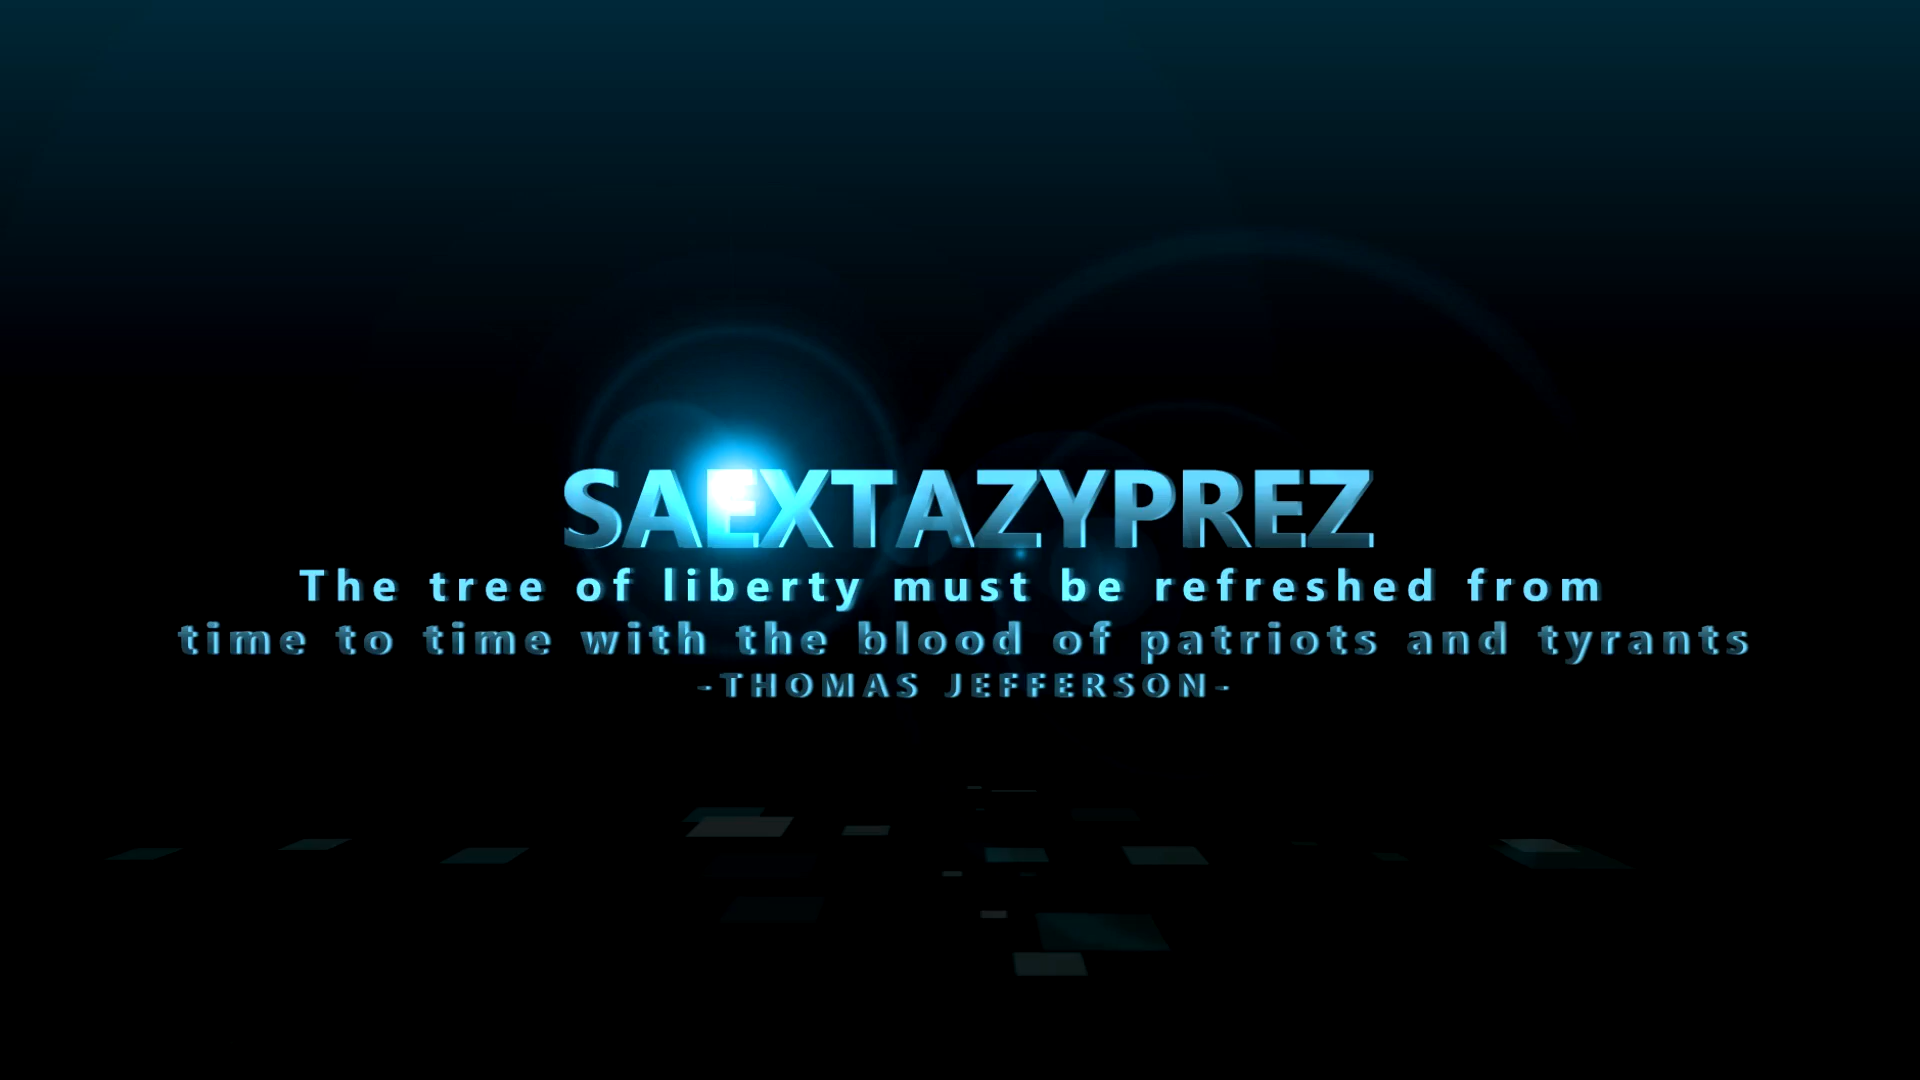 SAEXTAZYPREZ
The tree of liberty must be refreshed from
time to time with the blood of patriots and tyrants
-THOMAS JEFFERSON-